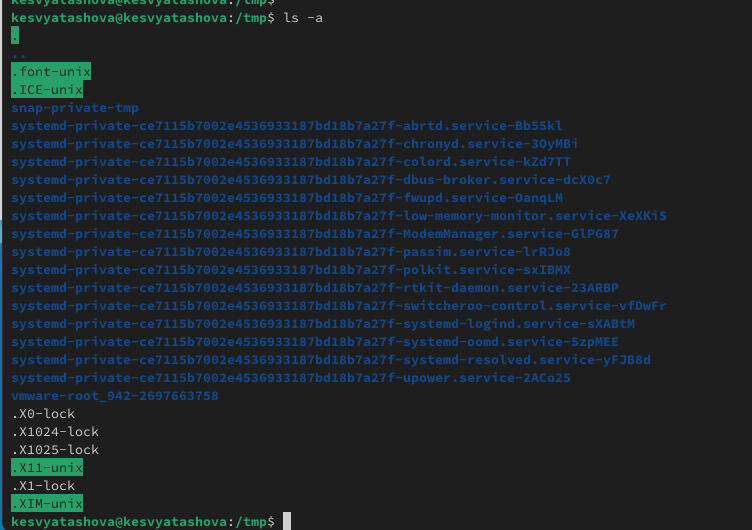 kesvyatashova@kesvyatashova:/tmp$
kesvyatashova@kesvyatashova:/tmp$ ls -a
.
..
.font-unix
.ICE-unix
snap-private-tmp
systemd-private-ce7115b7002e4536933187bd18b7a27f-abrtd.service-Bb5Skl
systemd-private-ce7115b7002e4536933187bd18b7a27f-chronyd.service-3OyMBi
systemd-private-ce7115b7002e4536933187bd18b7a27f-colord.service-kZd7TT
systemd-private-ce7115b7002e4536933187bd18b7a27f-dbus-broker.service-dcX0c7
systemd-private-ce7115b7002e4536933187bd18b7a27f-fwupd.service-OanqLM
systemd-private-ce7115b7002e4536933187bd18b7a27f-low-memory-monitor.service-XeXKiS
systemd-private-ce7115b7002e4536933187bd18b7a27f-ModemManager.service-GlPG87
systemd-private-ce7115b7002e4536933187bd18b7a27f-passim.service-lrRJo8
systemd-private-ce7115b7002e4536933187bd18b7a27f-polkit.service-sxIBMX
systemd-private-ce7115b7002e4536933187bd18b7a27f-rtkit-daemon.service-23ARBP
systemd-private-ce7115b7002e4536933187bd18b7a27f-switcheroo-control.service-vfDwFr
systemd-private-ce7115b7002e4536933187bd18b7a27f-systemd-logind.service-sXABtM
systemd-private-ce7115b7002e4536933187bd18b7a27f-systemd-oomd.service-SzpMEE
systemd-private-ce7115b7002e4536933187bd18b7a27f-systemd-resolved.service-yFJB8d
systemd-private-ce7115b7002e4536933187bd18b7a27f-upower.service-2ACo25
vmware-root_942-2697663758
.X0-lock
.X1024-lock
.X1025-lock
.X11-unix
.X1-lock
.XIM-unix
kesvyatashova@kesvyatashova:/tmp$